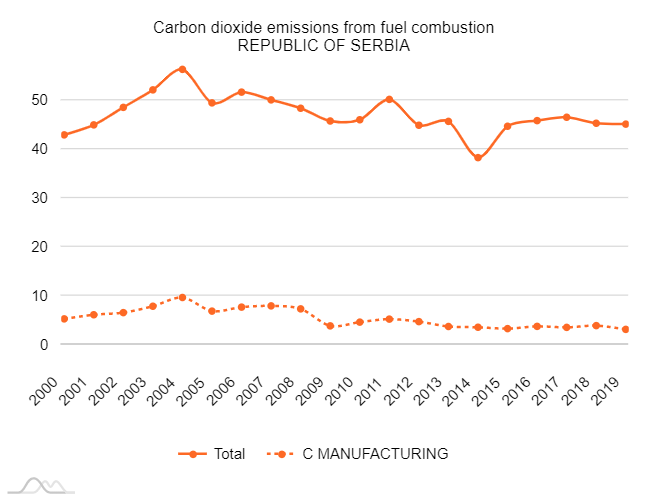 Carbon dioxide emissions from fuel combustion
REPUBLIC OF SERBIA
50
40
30
20
10
0
2000 2001 2002 2003 2004 2005 2006 2007 2008 2009 2010 2011 2012 2013 2014 2015 2016 2017 2018 2019
Total C MANUFACTURING